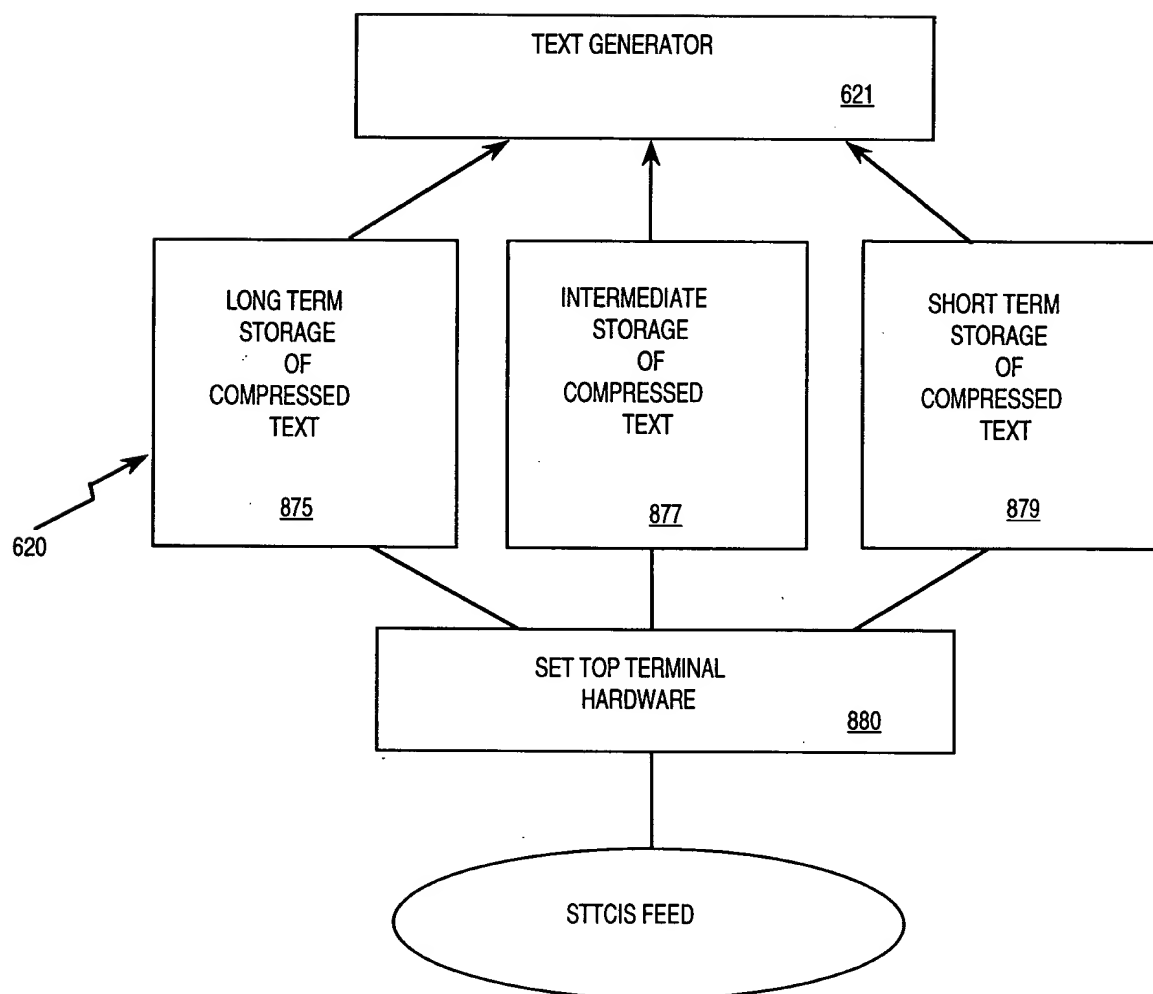 TEXT GENERATOR
621
LONG TERM
STORAGE
OF
COMPRESSED
TEXT
875
INTERMEDIATE
STORAGE
OF
COMPRESSED
TEXT
877
SHORT TERM
STORAGE
OF
COMPRESSED
TEXT
879
620
SET TOP TERMINAL
HARDWARE
880
STTCIS FEED